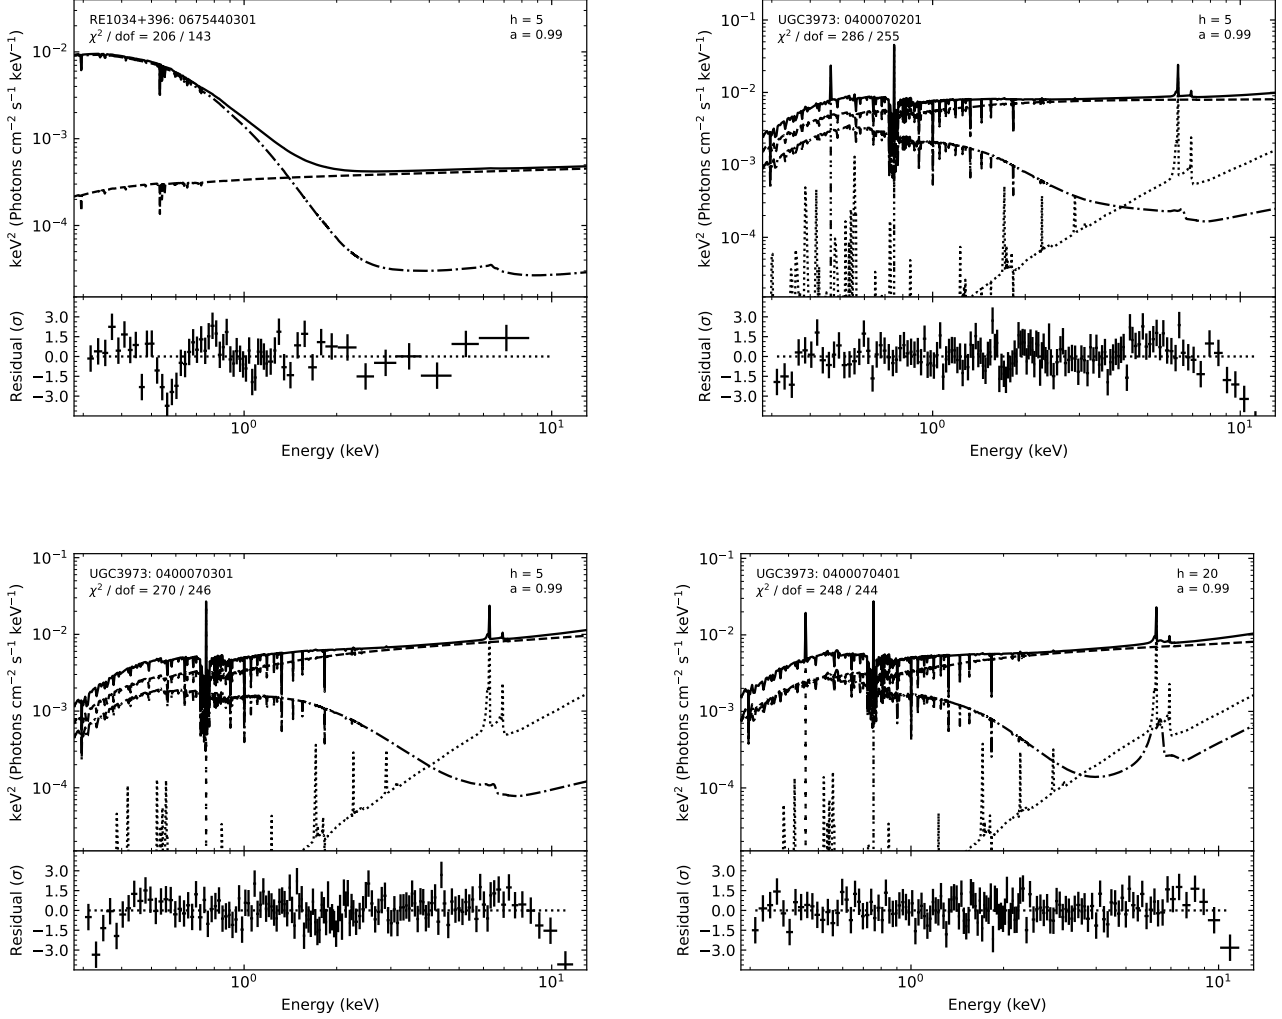 RE1034+396: 0675440301
χ² / dof = 206 / 143
h = 5
a = 0.99
keV² (Photons cm⁻² s⁻¹ keV⁻¹)
10⁻²
10⁻³
10⁻⁴
Residual (σ)
3.0
1.5
0.0
−1.5
−3.0
10⁰
10¹
Energy (keV)
UGC3973: 0400070201
χ² / dof = 286 / 255
h = 5
a = 0.99
keV² (Photons cm⁻² s⁻¹ keV⁻¹)
10⁻¹
10⁻²
10⁻³
10⁻⁴
Residual (σ)
3.0
1.5
0.0
−1.5
−3.0
10⁰
10¹
Energy (keV)
UGC3973: 0400070301
χ² / dof = 270 / 246
h = 5
a = 0.99
keV² (Photons cm⁻² s⁻¹ keV⁻¹)
10⁻¹
10⁻²
10⁻³
10⁻⁴
Residual (σ)
3.0
1.5
0.0
−1.5
−3.0
10⁰
10¹
Energy (keV)
UGC3973: 0400070401
χ² / dof = 248 / 244
h = 20
a = 0.99
keV² (Photons cm⁻² s⁻¹ keV⁻¹)
10⁻¹
10⁻²
10⁻³
10⁻⁴
Residual (σ)
3.0
1.5
0.0
−1.5
−3.0
10⁰
10¹
Energy (keV)